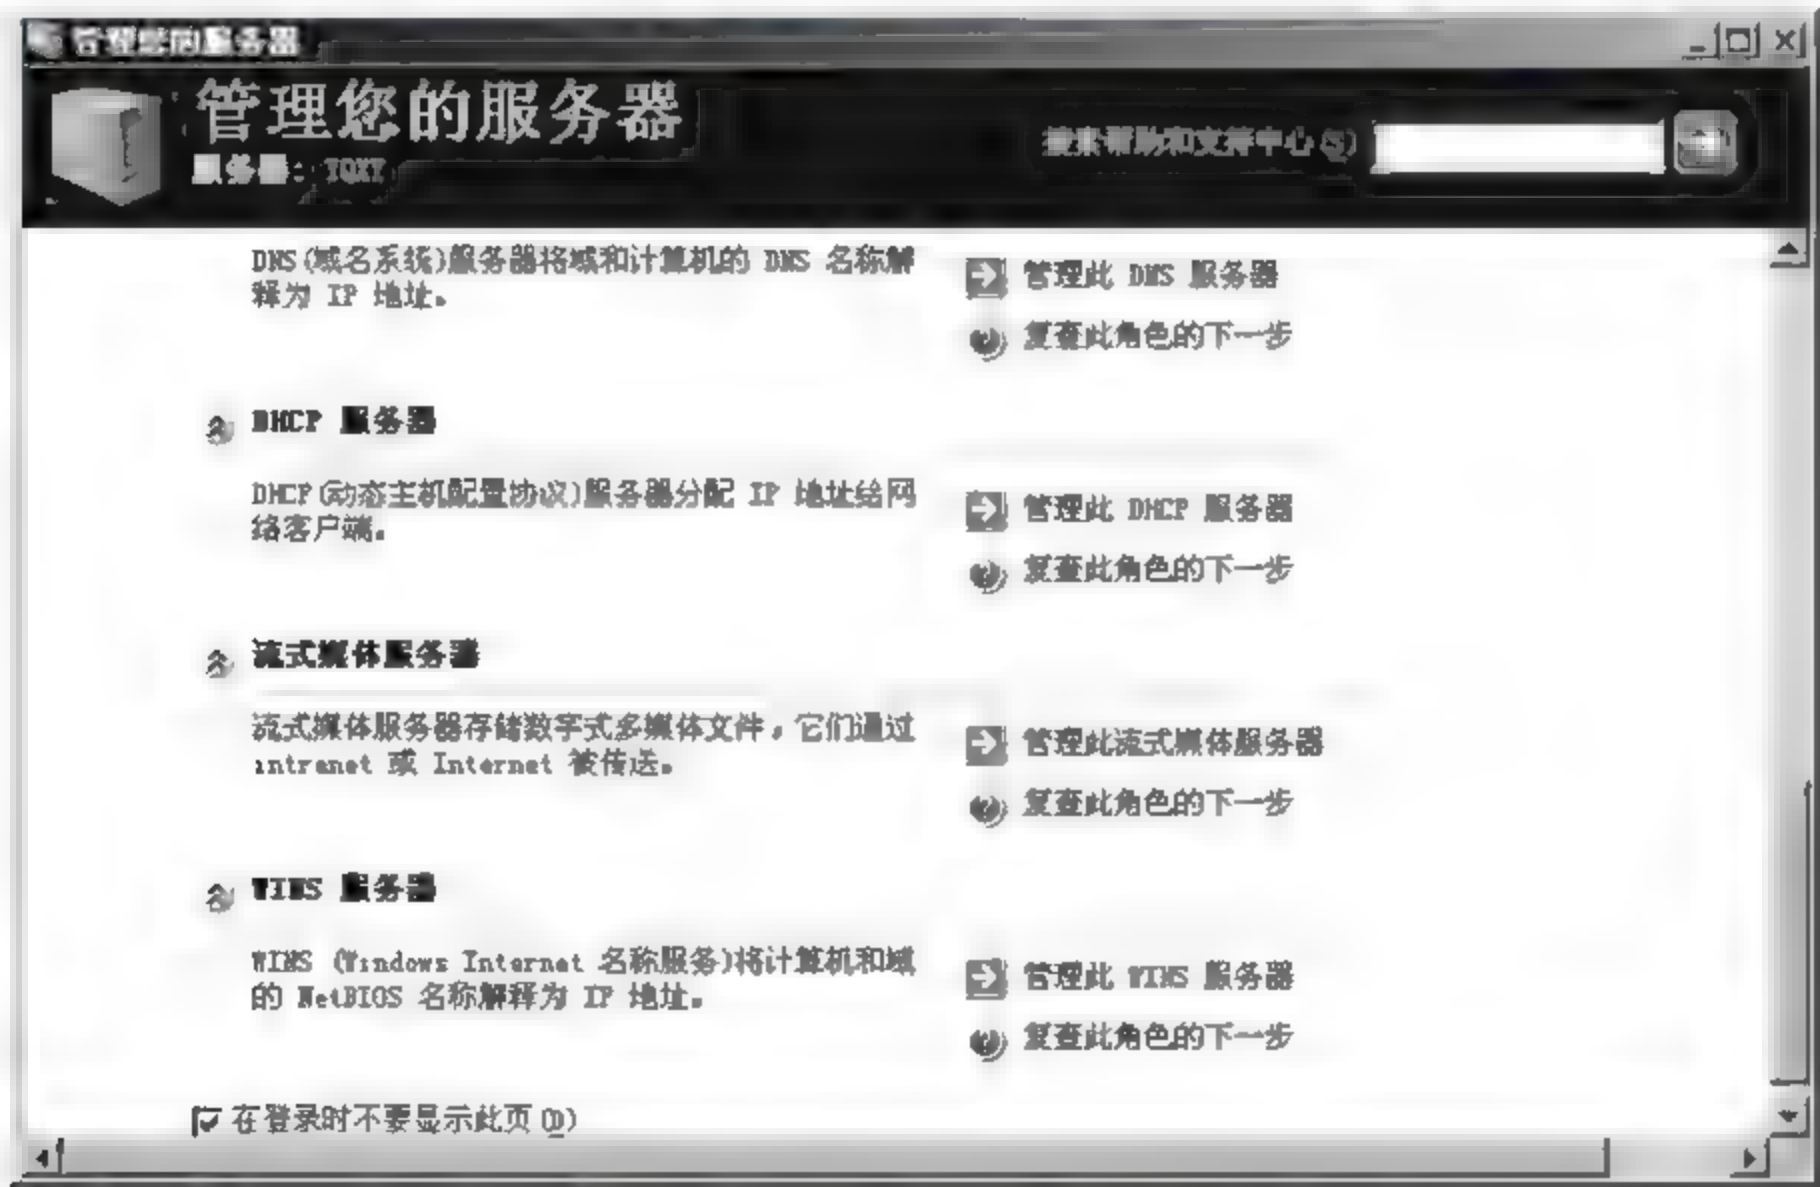 管理您的服务器
管理您的服务器
服务器: TQXY
搜索帮助和支持中心(S)
DNS(域名系统)服务器将域和计算机的 DNS 名称解
释为 IP 地址。
管理此 DNS 服务器
复查此角色的下一步
DHCP 服务器
DHCP(动态主机配置协议)服务器分配 IP 地址给网
络客户端。
管理此 DHCP 服务器
复查此角色的下一步
流式媒体服务器
流式媒体服务器存储数字式多媒体文件，它们通过
intranet 或 Internet 被传送。
管理此流式媒体服务器
复查此角色的下一步
WINS 服务器
WINS (Windows Internet 名称服务)将计算机和域
的 NetBIOS 名称解释为 IP 地址。
管理此 WINS 服务器
复查此角色的下一步
在登录时不要显示此页(D)